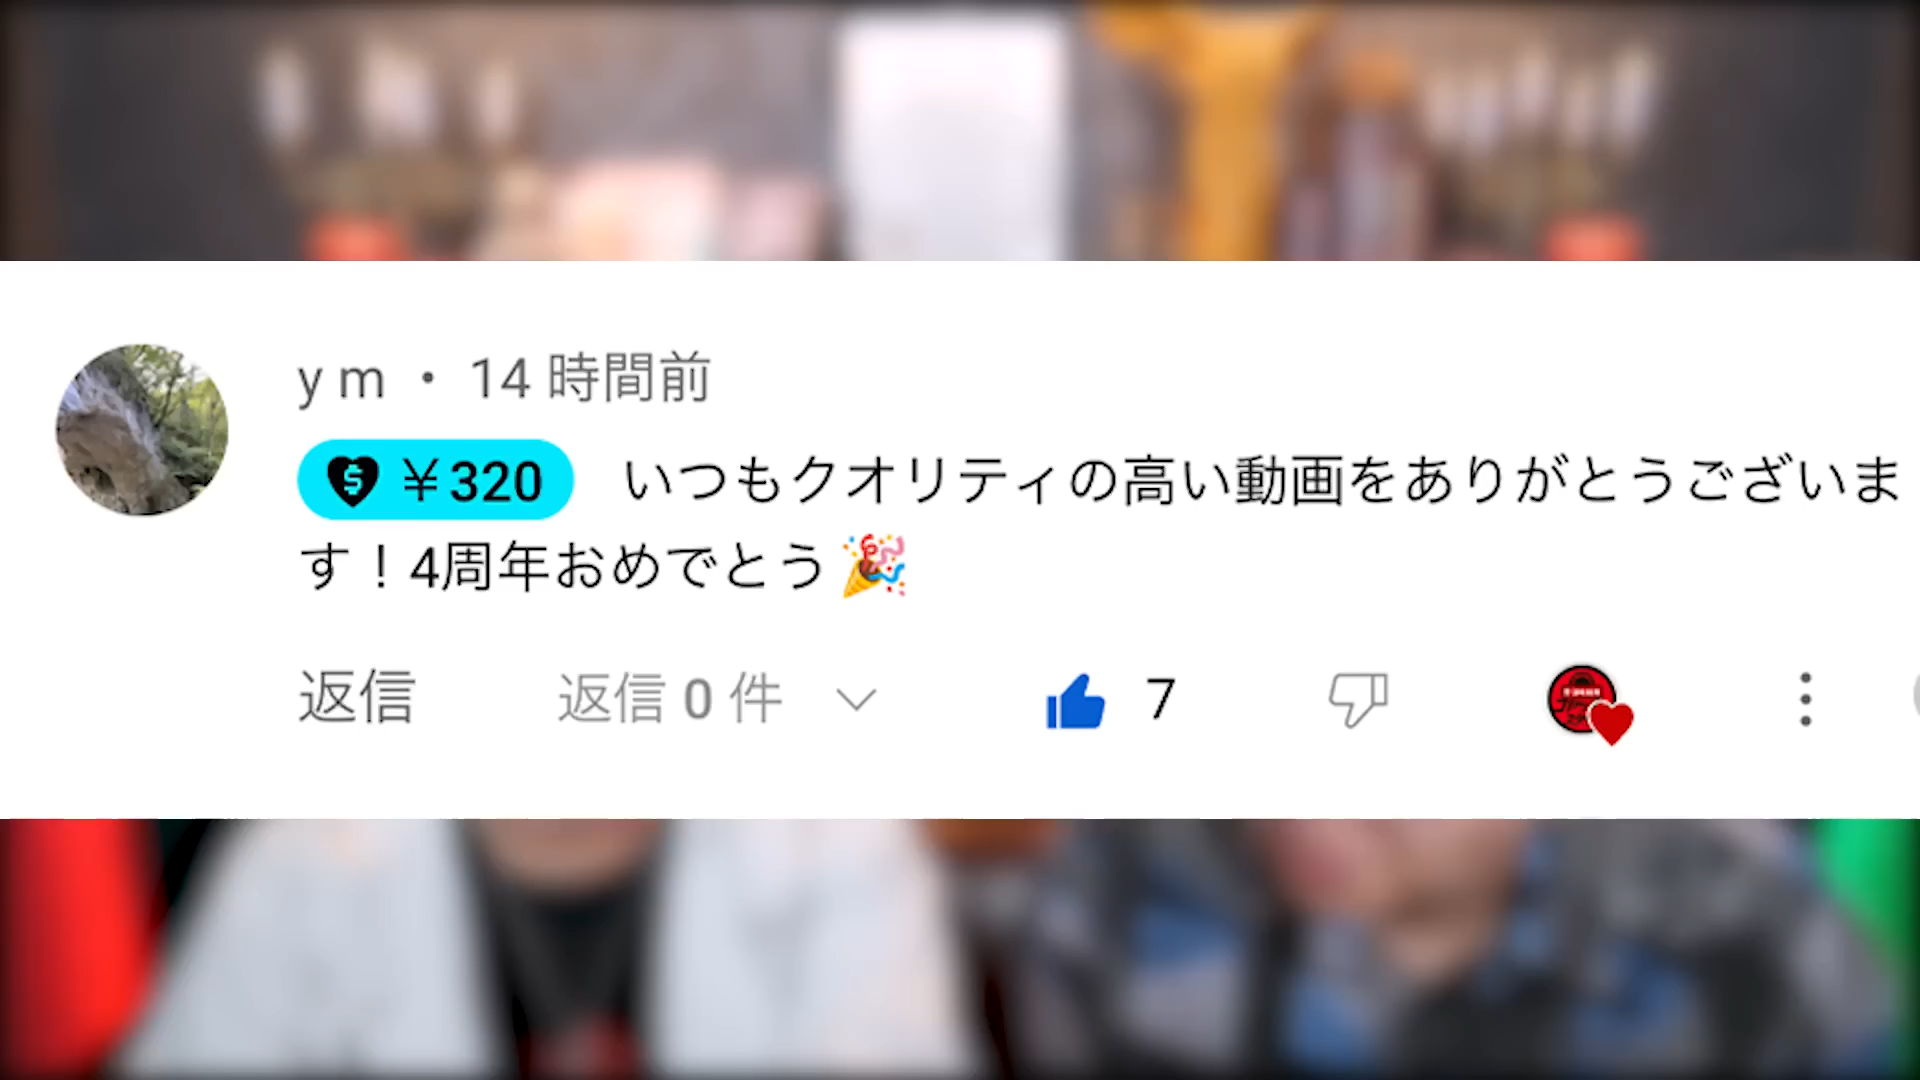 y m ・ 14 時間前
¥320 いつもクオリティの高い動画をありがとうございま
す！4周年おめでとう🎉
返信 返信 0 件 7